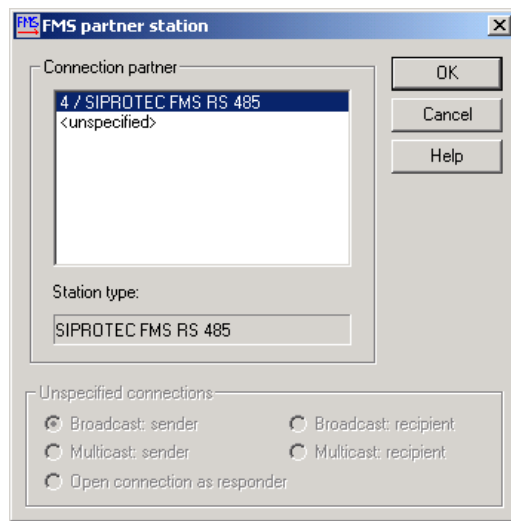 FMS FMS partner station
Connection partner
4 / SIPROTEC FMS RS 485
<unspecified>
OK
Cancel
Help
Station type:
SIPROTEC FMS RS 485
Unspecified connections
Broadcast: sender
Broadcast: recipient
Multicast: sender
Multicast: recipient
Open connection as responder